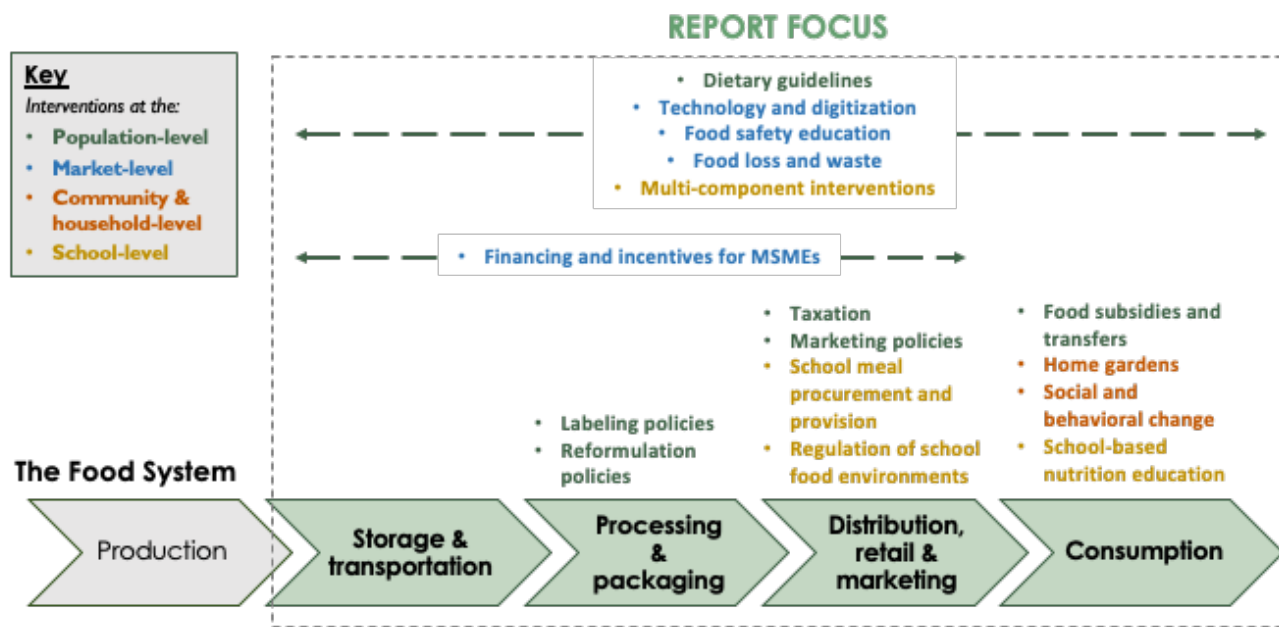 REPORT FOCUS
Key
Interventions at the:
• Population-level
• Market-level
• Community &
household-level
• School-level
• Dietary guidelines
• Technology and digitization
• Food safety education
• Food loss and waste
• Multi-component interventions
• Financing and incentives for MSMEs
• Labeling policies
• Reformulation
policies
• Taxation
• Marketing policies
• School meal
procurement and
provision
• Regulation of school
food environments
• Food subsidies and
transfers
• Home gardens
• Social and
behavioral change
• School-based
nutrition education
The Food System
Production
Storage &
transportation
Processing
&
packaging
Distribution,
retail &
marketing
Consumption